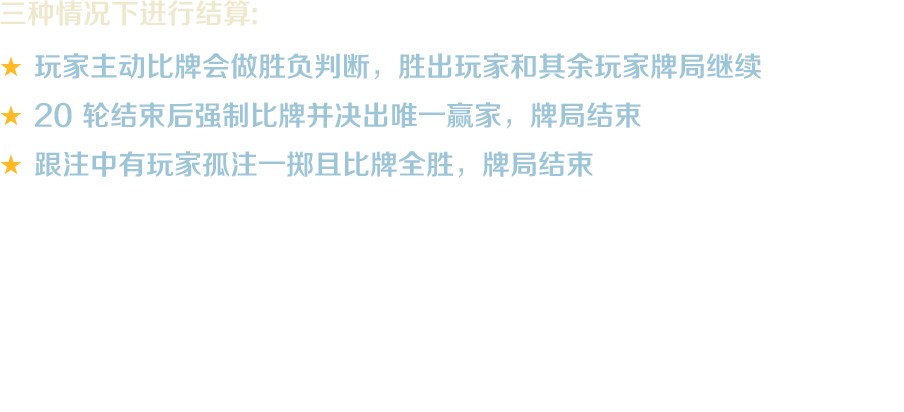 三种情况下进行结算:
★ 玩家主动比牌会做胜负判断，胜出玩家和其余玩家牌局继续
★ 20 轮结束后强制比牌并决出唯一赢家，牌局结束
★ 跟注中有玩家孤注一掷且比牌全胜，牌局结束